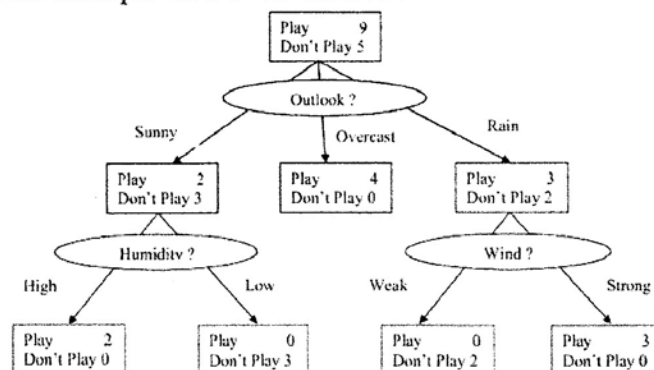 Play 9
Don't Play 5
Outlook ?
Sunny
Overcast
Rain
Play 2
Don't Play 3
Play 4
Don't Play 0
Play 3
Don't Play 2
Humidity ?
Wind ?
High
Low
Weak
Strong
Play 2
Don't Play 0
Play 0
Don't Play 3
Play 0
Don't Play 2
Play 3
Don't Play 0